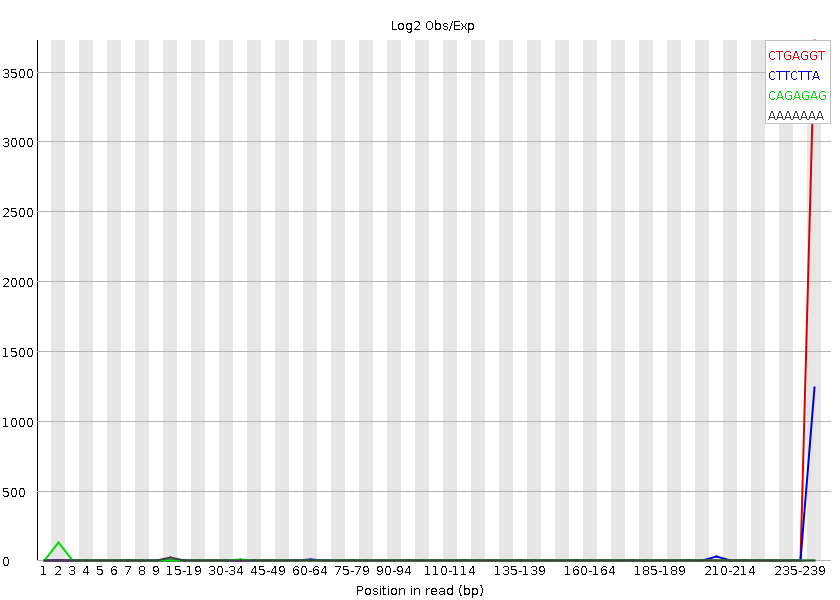 Log2 Obs/Exp
3500
3000
2500
2000
1500
1000
500
0
CTGAGGT
CTTCTTA
CAGAGAG
AAAAAAA
1 2 3 4 5 6 7 8 9 15-19 30-34 45-49 60-64 75-79 90-94 110-114 135-139 160-164 185-189 210-214 235-239
Position in read (bp)